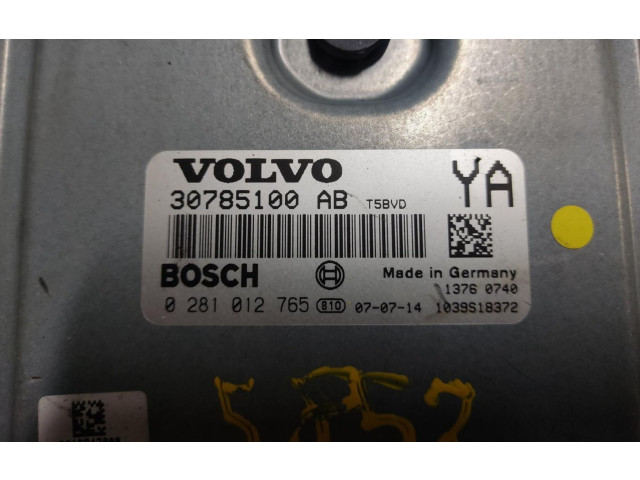 VOLVO YA
30785100 AB T5BVD
BOSCH Made in Germany
1376 0740
0 281 012 765 810 07-07-14 1039S18372